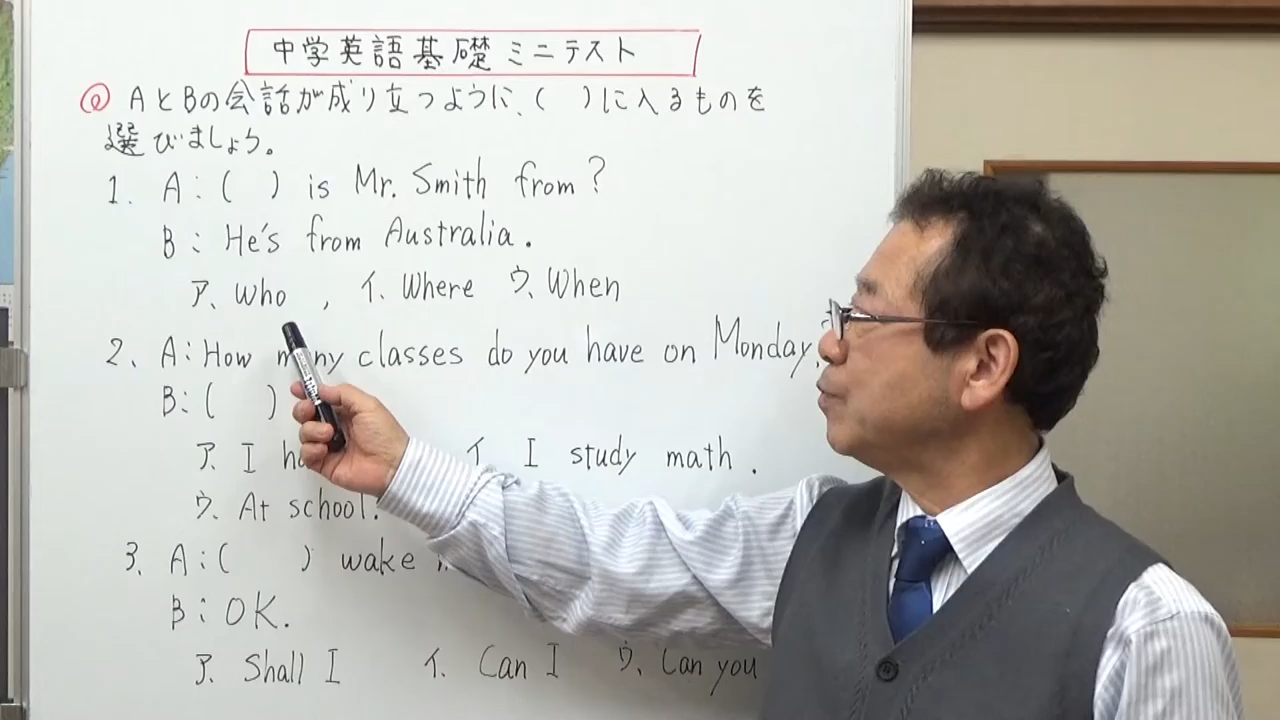 中学英語基礎ミニテスト
◎ AとBの会話が成り立つように、( )に入るものを
選びましょう。
1. A:( ) is Mr. Smith from?
B: He's from Australia.
ア、Who , イ、Where ウ、When
2. A:How many classes do you have on Monday
B:( )
ア、I イ I study math.
ウ、At school.
3、A:( ) wake
B:OK.
ア、Shall I イ、Can I ウ、Can you